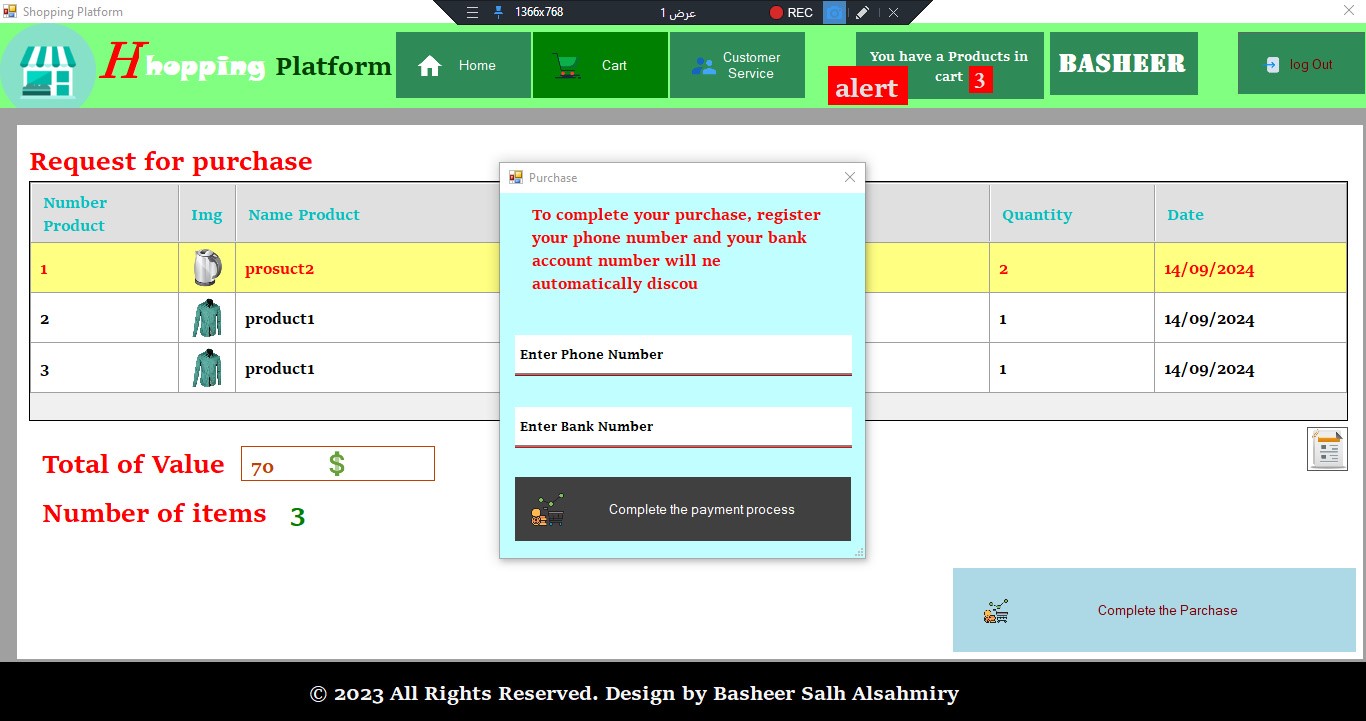 Shopping Platform
1366x768
عرض 1
REC
Hhopping Platform
Home
Cart
Customer
Service
You have a Products in
cart 3
alert
BASHEER
log Out
Request for purchase
Number
Product
Img
Name Product
Quantity
Date
1
prosuct2
2
14/09/2024
2
product1
1
14/09/2024
3
product1
1
14/09/2024
Purchase
To complete your purchase, register
your phone number and your bank
account number will ne
automatically discou
Enter Phone Number
Enter Bank Number
Complete the payment process
Total of Value
70
$
Number of items
3
Complete the Parchase
© 2023 All Rights Reserved. Design by Basheer Salh Alsahmiry